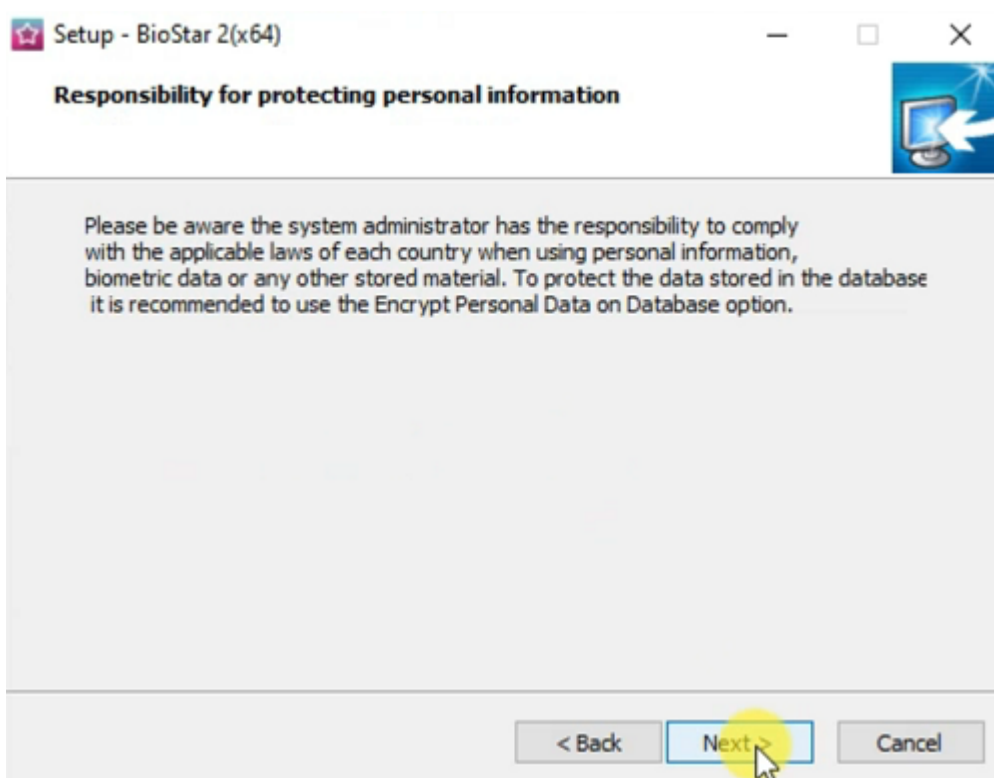 Setup - BioStar 2(x64)
Responsibility for protecting personal information
Please be aware the system administrator has the responsibility to comply
with the applicable laws of each country when using personal information,
biometric data or any other stored material. To protect the data stored in the database
it is recommended to use the Encrypt Personal Data on Database option.
< Back
Next >
Cancel